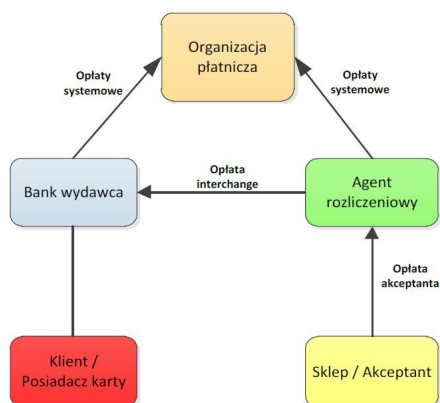 Organizacja
płatnicza
Opłaty
systemowe
Opłaty
systemowe
Bank wydawca
Opłata
interchange
Agent
rozliczeniowy
Opłata
akceptanta
Klient /
Posiadacz karty
Sklep / Akceptant